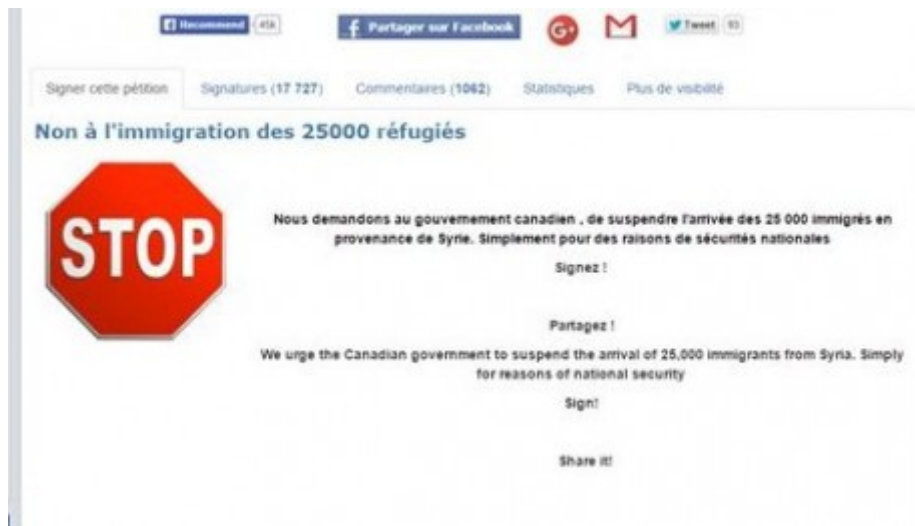 Recommend 45k Partager sur Facebook G+ Tweet 93
Signer cette pétition Signatures (17 727) Commentaires (1062) Statistiques Plus de visibilité
Non à l'immigration des 25000 réfugiés
STOP
Nous demandons au gouvernement canadien , de suspendre l'arrivée des 25 000 immigrés en
provenance de Syrie. Simplement pour des raisons de sécurités nationales
Signez !
Partagez !
We urge the Canadian government to suspend the arrival of 25,000 immigrants from Syria. Simply
for reasons of national security
Sign!
Share it!